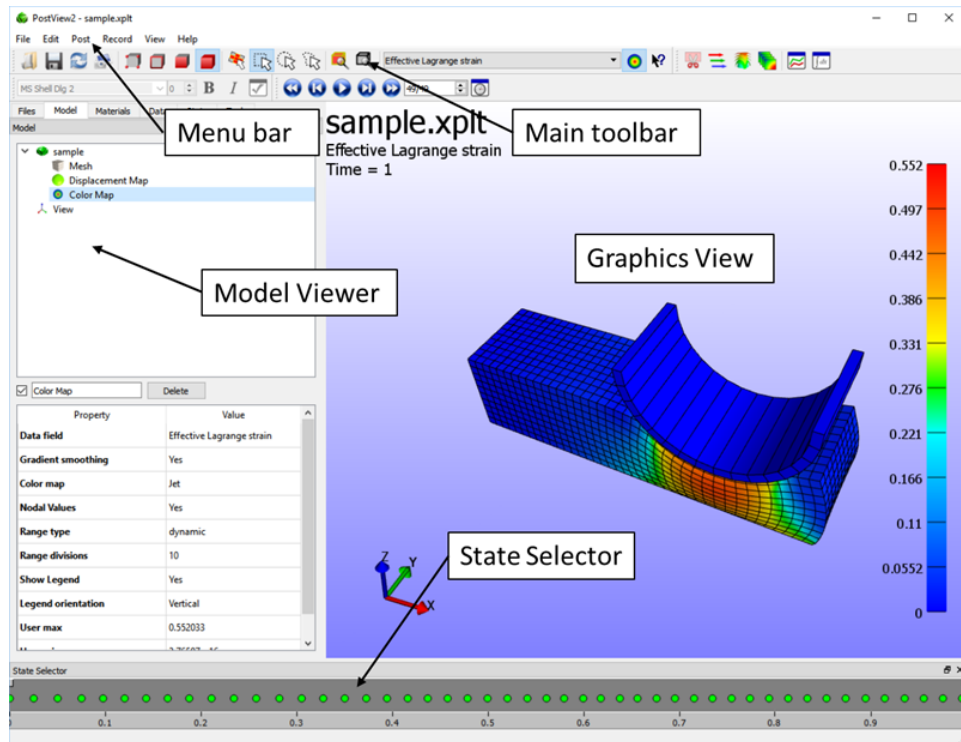 PostView2 - sample.xplt
File Edit Post Record View Help
Effective Lagrange strain
MS Shell Dlg 2
0
B I
Files Model Materials
Model
Menu bar
sample.xplt
Main toolbar
Effective Lagrange strain
Time = 1
sample
Mesh
Displacement Map
Color Map
View
Model Viewer
Graphics View
0.552
0.497
0.442
0.386
0.331
0.276
0.221
0.166
0.11
0.0552
0
Color Map Delete
Property Value
Data field Effective Lagrange strain
Gradient smoothing Yes
Color map Jet
Nodal Values Yes
Range type dynamic
Range divisions 10
Show Legend Yes
Legend orientation Vertical
User max 0.552033
State Selector
Z
Y
X
State Selector
0.1 0.2 0.3 0.4 0.5 0.6 0.7 0.8 0.9